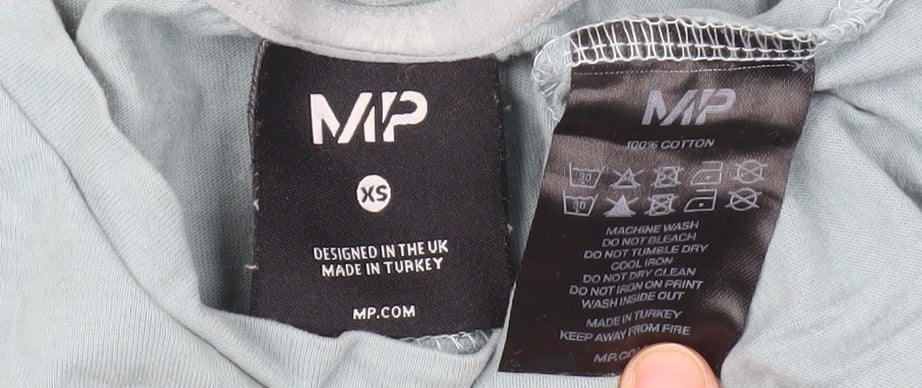 MP
XS
DESIGNED IN THE UK
MADE IN TURKEY
MP.COM
MP
100% COTTON
30
30
MACHINE WASH
DO NOT BLEACH
DO NOT TUMBLE DRY
COOL IRON
DO NOT DRY CLEAN
DO NOT IRON ON PRINT
WASH INSIDE OUT
MADE IN TURKEY
KEEP AWAY FROM FIRE